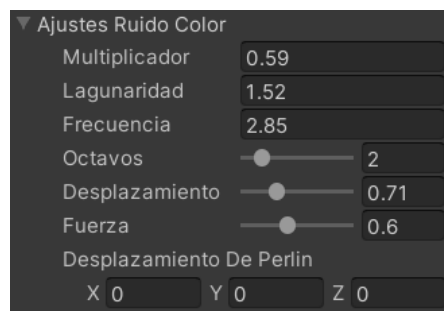 Ajustes Ruido Color
Multiplicador 0.59
Lagunaridad 1.52
Frecuencia 2.85
Octavos 2
Desplazamiento 0.71
Fuerza 0.6
Desplazamiento De Perlin
X 0 Y 0 Z 0